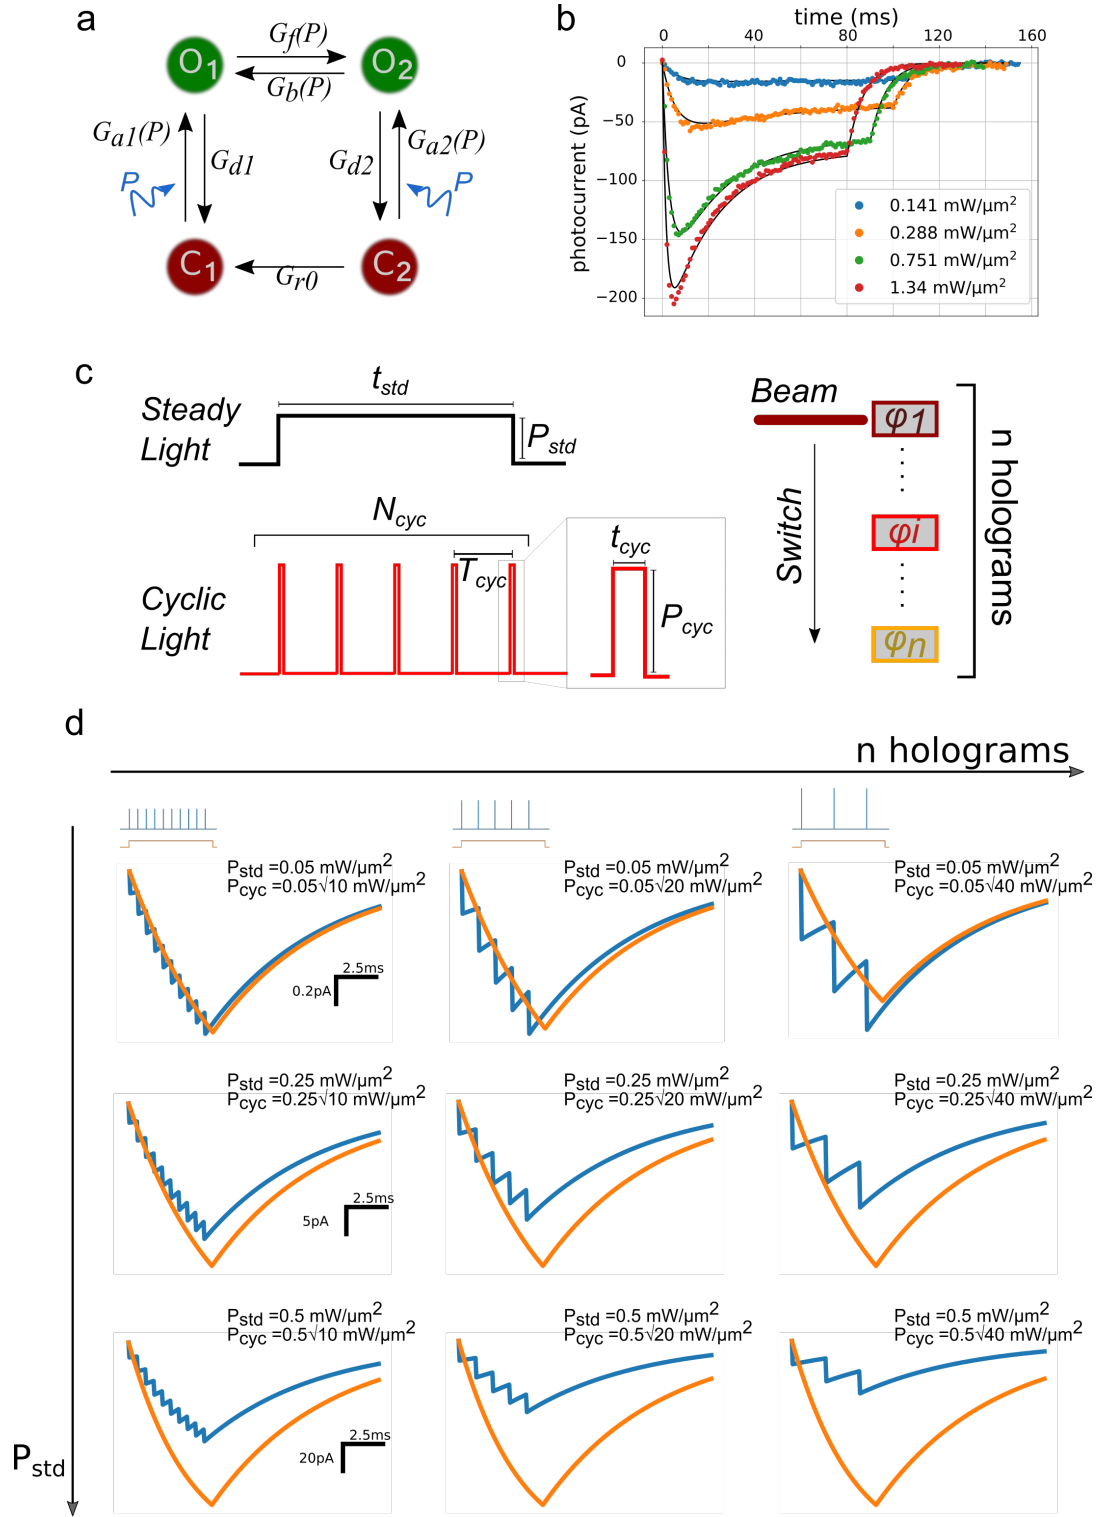 a
O1
O2
Gf(P)
Gb(P)
Ga1(P)
Gd1
Gd2
Ga2(P)
P
P
C1
C2
Gr0
b
time (ms)
0 40 80 120 160
photocurrent (pA)
0
−50
−100
−150
−200
0.141 mW/μm²
0.288 mW/μm²
0.751 mW/μm²
1.34 mW/μm²
c
Steady
Light
tstd
Pstd
Ncyc
Tcyc
Cyclic
Light
tcyc
Pcyc
Beam
Switch
φ1
φi
φn
n holograms
d
n holograms
Pstd =0.05 mW/μm²
Pcyc =0.05√10 mW/μm²
2.5ms
0.2pA
Pstd =0.05 mW/μm²
Pcyc =0.05√20 mW/μm²
Pstd =0.05 mW/μm²
Pcyc =0.05√40 mW/μm²
Pstd =0.25 mW/μm²
Pcyc =0.25√10 mW/μm²
2.5ms
5pA
Pstd =0.25 mW/μm²
Pcyc =0.25√20 mW/μm²
Pstd =0.25 mW/μm²
Pcyc =0.25√40 mW/μm²
Pstd =0.5 mW/μm²
Pcyc =0.5√10 mW/μm²
2.5ms
20pA
Pstd =0.5 mW/μm²
Pcyc =0.5√20 mW/μm²
Pstd =0.5 mW/μm²
Pcyc =0.5√40 mW/μm²
Pstd